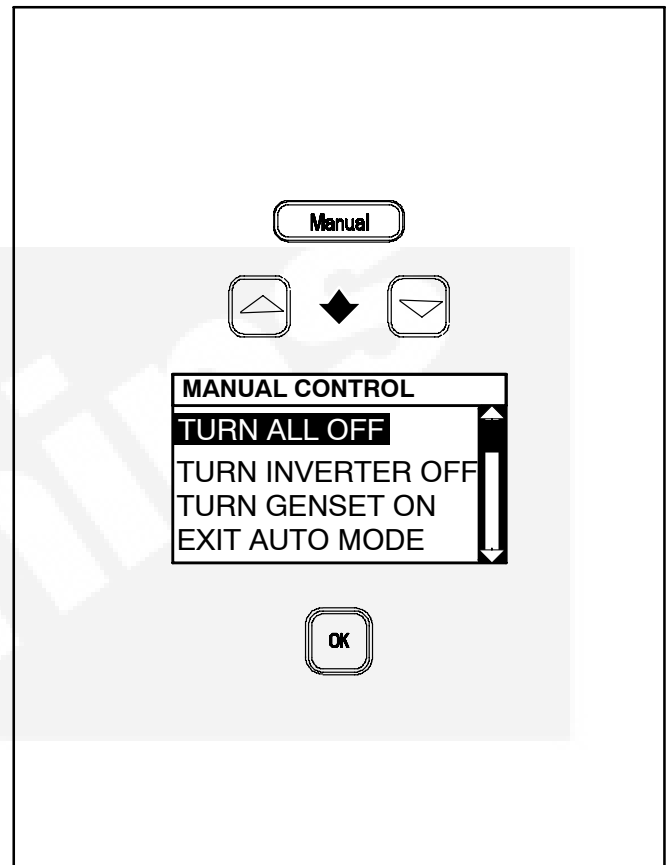 Manual
MANUAL CONTROL
TURN ALL OFF
TURN INVERTER OFF
TURN GENSET ON
EXIT AUTO MODE
OK